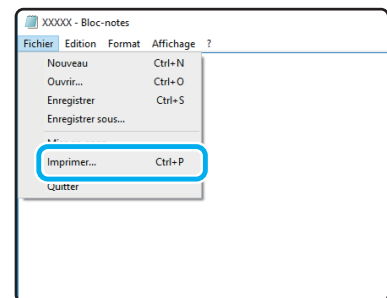 XXXXX - Bloc-notes
Fichier Edition Format Affichage ?
Nouveau Ctrl+N
Ouvrir... Ctrl+O
Enregistrer Ctrl+S
Enregistrer sous...
Imprimer... Ctrl+P
Quitter